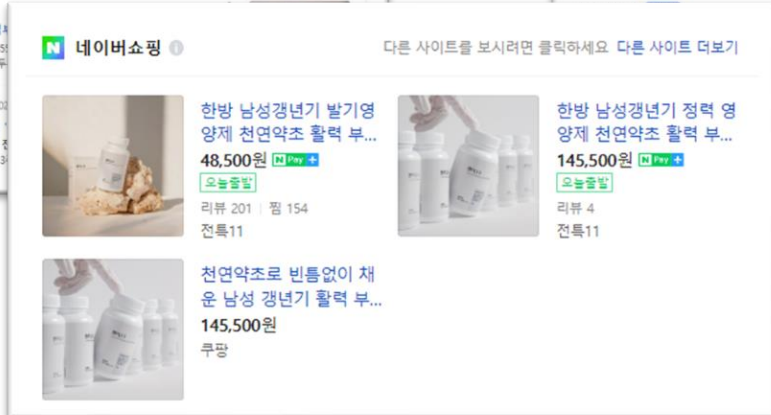 네이버쇼핑
다른 사이트를 보시려면 클릭하세요 다른 사이트 더보기
한방 남성갱년기 발기영
양제 천연약초 활력 부...
48,500원 N Pay +
오늘출발
리뷰 201 찜 154
전특11
한방 남성갱년기 정력 영
양제 천연약초 활력 부...
145,500원 N Pay +
오늘출발
리뷰 4
전특11
천연약초로 빈틈없이 채
운 남성 갱년기 활력 부...
145,500원
쿠팡